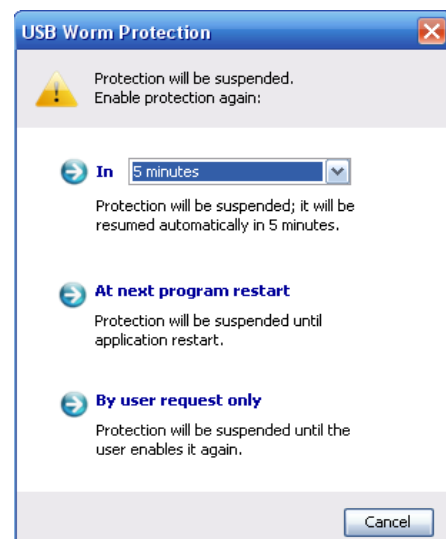 USB Worm Protection
Protection will be suspended.
Enable protection again:
In 5 minutes
Protection will be suspended; it will be
resumed automatically in 5 minutes.
At next program restart
Protection will be suspended until
application restart.
By user request only
Protection will be suspended until the
user enables it again.
Cancel